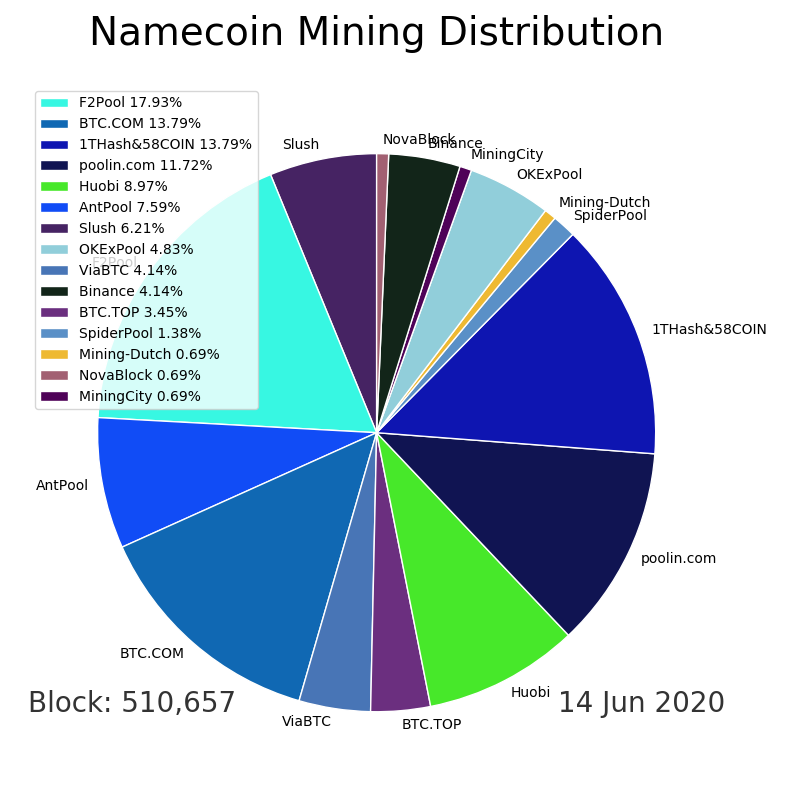 Namecoin Mining Distribution
F2Pool 17.93%
BTC.COM 13.79%
1THash&58COIN 13.79%
poolin.com 11.72%
Huobi 8.97%
AntPool 7.59%
Slush 6.21%
OKExPool 4.83%
ViaBTC 4.14%
Binance 4.14%
BTC.TOP 3.45%
SpiderPool 1.38%
Mining-Dutch 0.69%
NovaBlock 0.69%
MiningCity 0.69%
Slush
NovaBlock
Binance
MiningCity
OKExPool
Mining-Dutch
SpiderPool
F2Pool
1THash&58COIN
AntPool
poolin.com
BTC.COM
Huobi
ViaBTC
BTC.TOP
Block: 510,657
14 Jun 2020